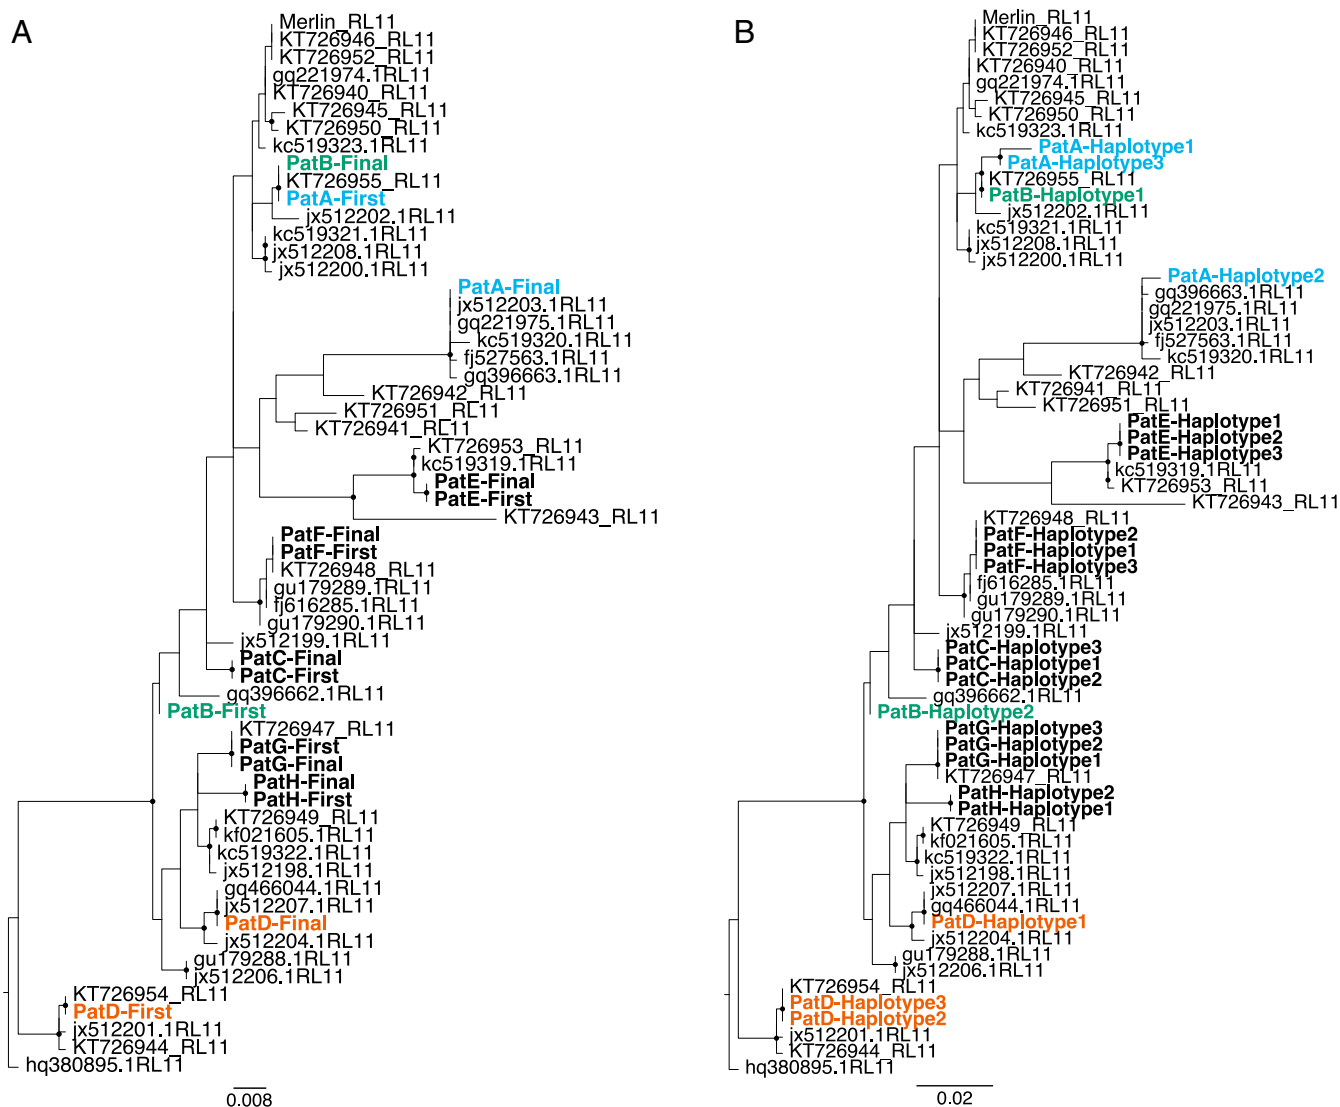 A
Merlin_RL11
KT726946_RL11
KT726952_RL11
gq221974.1RL11
KT726940_RL11
KT726945_RL11
KT726950_RL11
kc519323.1RL11
PatB-Final
KT726955_RL11
PatA-First
jx512202.1RL11
kc519321.1RL11
jx512208.1RL11
jx512200.1RL11
PatA-Final
jx512203.1RL11
gq221975.1RL11
kc519320.1RL11
fj527563.1RL11
gq396663.1RL11
KT726942_RL11
KT726951_RL11
KT726941_RL11
KT726953_RL11
kc519319.1RL11
PatE-Final
PatE-First
KT726943_RL11
PatF-Final
PatF-First
KT726948_RL11
gu179289.1RL11
fj616285.1RL11
gu179290.1RL11
jx512199.1RL11
PatC-Final
PatC-First
gq396662.1RL11
PatB-First
KT726947_RL11
PatG-First
PatG-Final
PatH-Final
PatH-First
KT726949_RL11
kf021605.1RL11
kc519322.1RL11
jx512198.1RL11
gq466044.1RL11
jx512207.1RL11
PatD-Final
jx512204.1RL11
gu179288.1RL11
jx512206.1RL11
KT726954_RL11
PatD-First
jx512201.1RL11
KT726944_RL11
hq380895.1RL11
0.008
B
Merlin_RL11
KT726946_RL11
KT726952_RL11
KT726940_RL11
gq221974.1RL11
KT726945_RL11
KT726950_RL11
kc519323.1RL11
PatA-Haplotype1
PatA-Haplotype3
KT726955_RL11
PatB-Haplotype1
jx512202.1RL11
kc519321.1RL11
jx512208.1RL11
jx512200.1RL11
PatA-Haplotype2
gq396663.1RL11
gq221975.1RL11
jx512203.1RL11
fj527563.1RL11
kc519320.1RL11
KT726942_RL11
KT726941_RL11
KT726951_RL11
PatE-Haplotype1
PatE-Haplotype2
PatE-Haplotype3
kc519319.1RL11
KT726953_RL11
KT726943_RL11
KT726948_RL11
PatF-Haplotype2
PatF-Haplotype1
PatF-Haplotype3
fj616285.1RL11
gu179289.1RL11
gu179290.1RL11
jx512199.1RL11
PatC-Haplotype3
PatC-Haplotype1
PatC-Haplotype2
gq396662.1RL11
PatB-Haplotype2
PatG-Haplotype3
PatG-Haplotype2
PatG-Haplotype1
KT726947_RL11
PatH-Haplotype2
PatH-Haplotype1
KT726949_RL11
kf021605.1RL11
kc519322.1RL11
jx512198.1RL11
jx512207.1RL11
gq466044.1RL11
PatD-Haplotype1
jx512204.1RL11
gu179288.1RL11
jx512206.1RL11
KT726954_RL11
PatD-Haplotype3
PatD-Haplotype2
jx512201.1RL11
KT726944_RL11
hq380895.1RL11
0.02